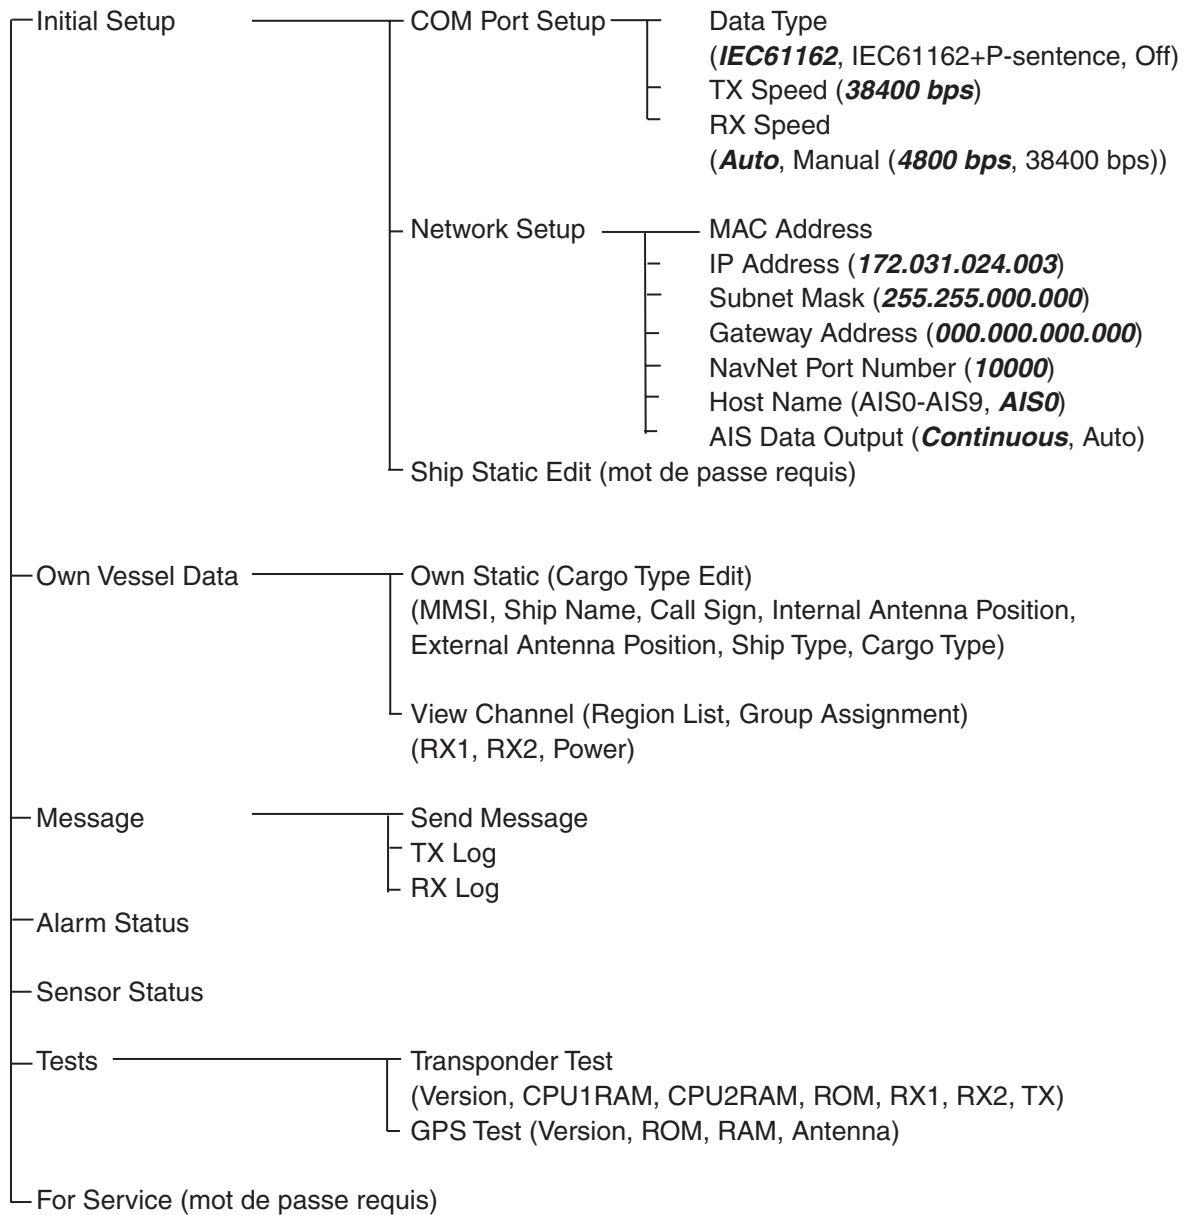 Initial Setup COM Port Setup Data Type
(IEC61162, IEC61162+P-sentence, Off)
TX Speed (38400 bps)
RX Speed
(Auto, Manual (4800 bps, 38400 bps))
Network Setup MAC Address
IP Address (172.031.024.003)
Subnet Mask (255.255.000.000)
Gateway Address (000.000.000.000)
NavNet Port Number (10000)
Host Name (AIS0-AIS9, AIS0)
AIS Data Output (Continuous, Auto)
Ship Static Edit (mot de passe requis)
Own Vessel Data Own Static (Cargo Type Edit)
(MMSI, Ship Name, Call Sign, Internal Antenna Position,
External Antenna Position, Ship Type, Cargo Type)
View Channel (Region List, Group Assignment)
(RX1, RX2, Power)
Message Send Message
TX Log
RX Log
Alarm Status
Sensor Status
Tests Transponder Test
(Version, CPU1RAM, CPU2RAM, ROM, RX1, RX2, TX)
GPS Test (Version, ROM, RAM, Antenna)
For Service (mot de passe requis)